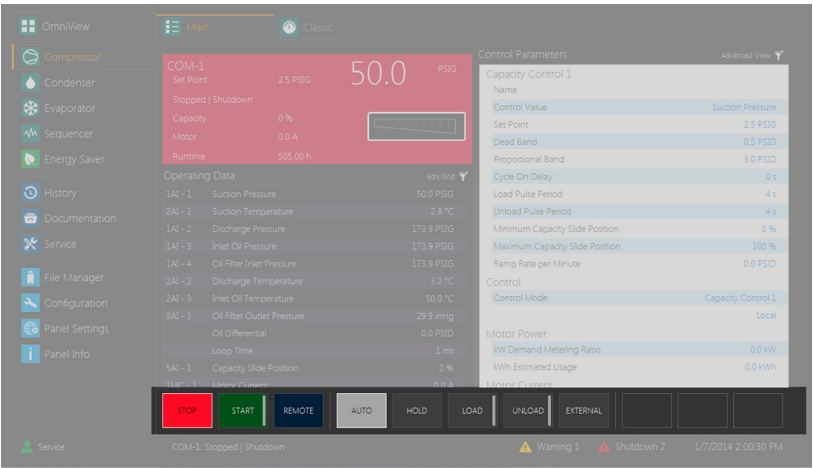 OmniView
Main
Classic
Compressor
Condenser
Evaporator
Sequencer
Energy Saver
History
Documentation
Service
File Manager
Configuration
Panel Settings
Panel Info
COM-1
50.0 PSIG
Set Point 2.5 PSIG
Stopped | Shutdown
Capacity 0 %
Motor 0.0 A
Runtime 505.00 h
Operating Data Edit Grid
1AI - 1 Suction Pressure 50.0 PSIG
2AI - 1 Suction Temperature 2.8 °C
1AI - 2 Discharge Pressure 173.9 PSIG
1AI - 3 Inlet Oil Pressure 173.9 PSIG
1AI - 4 Oil Filter Inlet Pressure 173.9 PSIG
2AI - 2 Discharge Temperature 3.2 °C
2AI - 3 Inlet Oil Temperature 50.0 °C
3AI - 3 Oil Filter Outlet Pressure 29.9 inHg
Oil Differential 0.0 PSID
Loop Time 1 ms
5AI - 1 Capacity Slide Position 0 %
1MC - 1 Motor Current 0.0 A
Control Parameters Advanced View
Capacity Control 1
Name
Control Value Suction Pressure
Set Point 2.5 PSIG
Dead Band 0.5 PSID
Proportional Band 3.0 PSID
Cycle On Delay 0 s
Load Pulse Period 4 s
Unload Pulse Period 4 s
Minimum Capacity Slide Position 0 %
Maximum Capacity Slide Position 100 %
Ramp Rate per Minute 0.0 PSID
Control
Control Mode Capacity Control 1
Local
Motor Power
kW Demand Metering Ratio 0.0 kW
kWh Estimated Usage 0.0 kWh
Motor Current
STOP START REMOTE AUTO HOLD LOAD UNLOAD EXTERNAL
Service COM-1: Stopped | Shutdown Warning 1 Shutdown 2 1/7/2014 2:00:30 PM